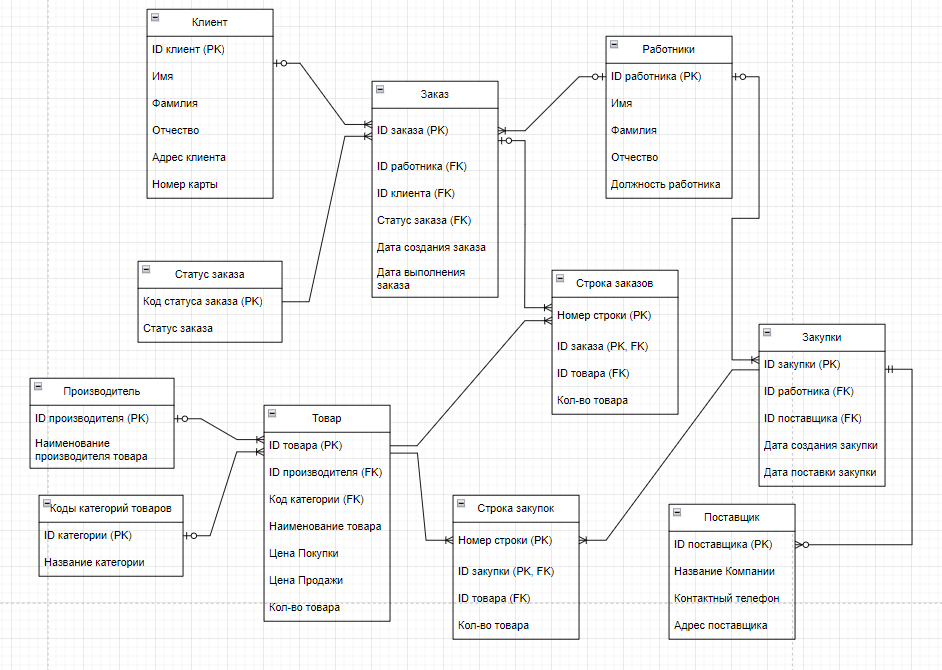 Клиент
ID клиент (PK)
Имя
Фамилия
Отчество
Адрес клиента
Номер карты
Заказ
ID заказа (PK)
ID работника (FK)
ID клиента (FK)
Статус заказа (FK)
Дата создания заказа
Дата выполнения
заказа
Работники
ID работника (PK)
Имя
Фамилия
Отчество
Должность работника
Статус заказа
Код статуса заказа (PK)
Статус заказа
Строка заказов
Номер строки (PK)
ID заказа (PK, FK)
ID товара (FK)
Кол-во товара
Закупки
ID закупки (PK)
ID работника (FK)
ID поставщика (FK)
Дата создания закупки
Дата поставки закупки
Производитель
ID производителя (PK)
Наименование
производителя товара
Товар
ID товара (PK)
ID производителя (FK)
Код категории (FK)
Наименование товара
Цена Покупки
Цена Продажи
Кол-во товара
Коды категорий товаров
ID категории (PK)
Название категории
Строка закупок
Номер строки (PK)
ID закупки (PK, FK)
ID товара (FK)
Кол-во товара
Поставщик
ID поставщика (PK)
Название Компании
Контактный телефон
Адрес поставщика